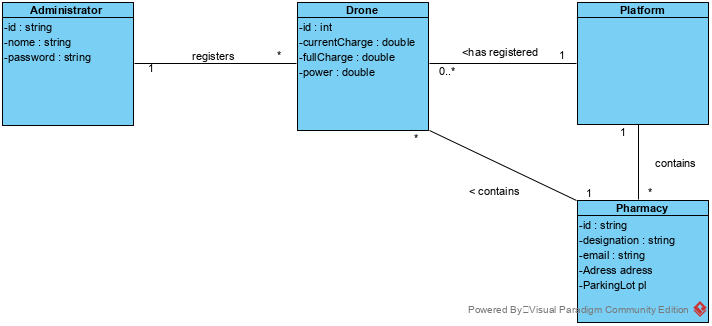 Administrator
-id : string
-nome : string
-password : string
registers
1
*
Drone
-id : int
-currentCharge : double
-fullCharge : double
-power : double
<has registered
0..*
1
Platform
1
contains
*
*
< contains
1
Pharmacy
-id : string
-designation : string
-email : string
-Adress adress
-ParkingLot pl
Powered By Visual Paradigm Community Edition